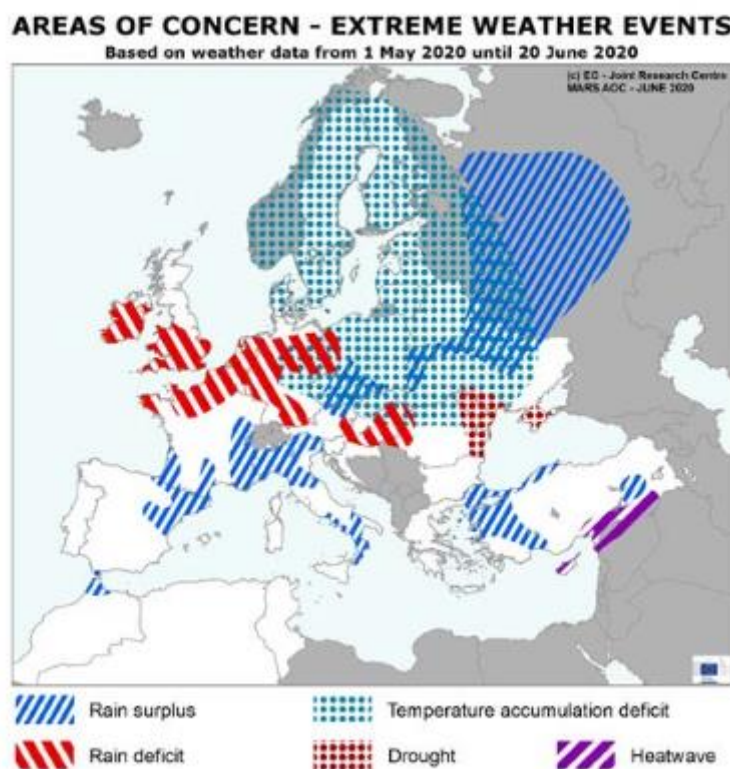 AREAS OF CONCERN - EXTREME WEATHER EVENTS
Based on weather data from 1 May 2020 until 20 June 2020
(c) EC - Joint Research Centre
MARS AOC - JUNE 2020
Rain surplus
Temperature accumulation deficit
Rain deficit
Drought
Heatwave